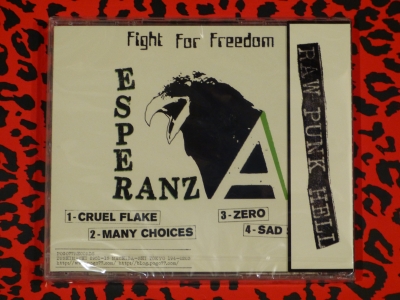 Fight For Freedom
ESPERANZA
1-CRUEL FLAKE
2-MANY CHOICES
3-ZERO
4-SAD
RAW PUNK HELL